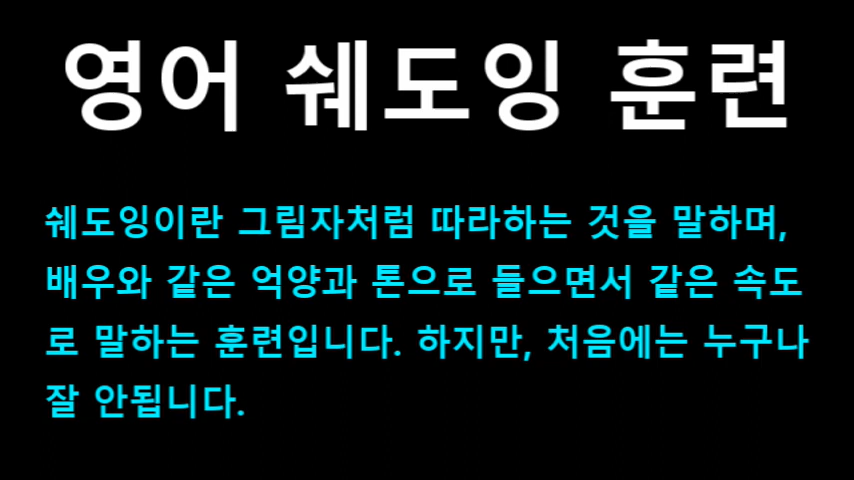 영어 쉐도잉 훈련
쉐도잉이란 그림자처럼 따라하는 것을 말하며,
배우와 같은 억양과 톤으로 들으면서 같은 속도
로 말하는 훈련입니다. 하지만, 처음에는 누구나
잘 안됩니다.